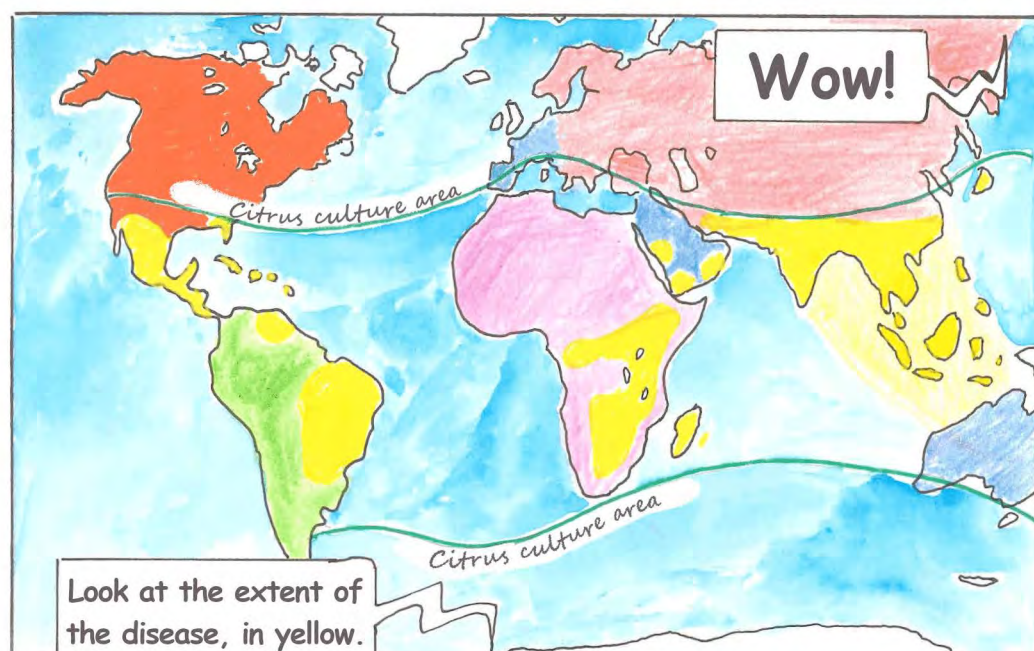 Wow!
Citrus culture area
Citrus culture area
Look at the extent of
the disease, in yellow.